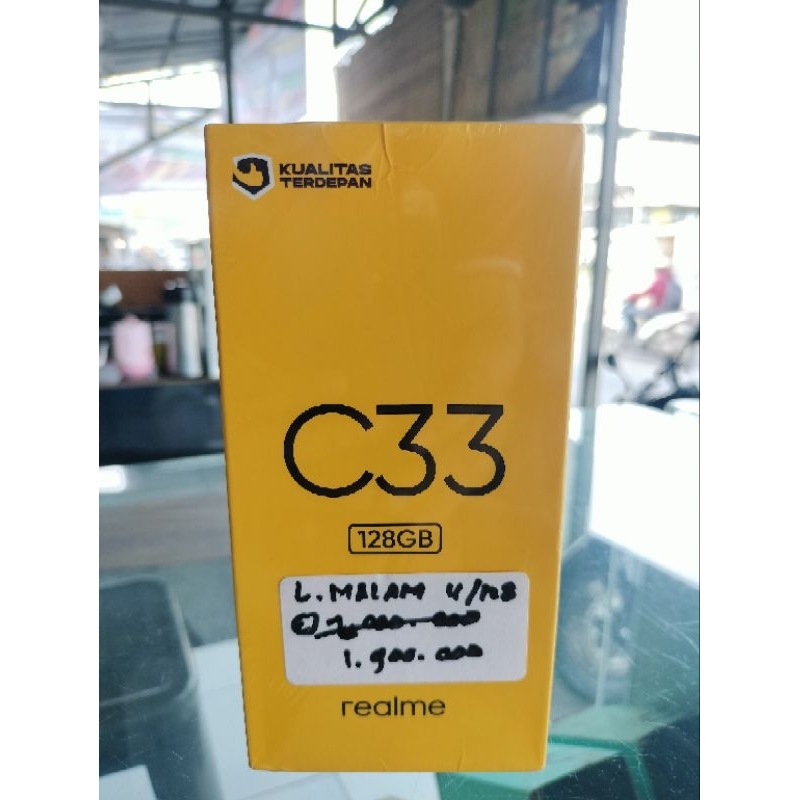 KUALITAS
TERDEPAN
C33
128GB
L. MALAM 4/128
1.900.000
realme